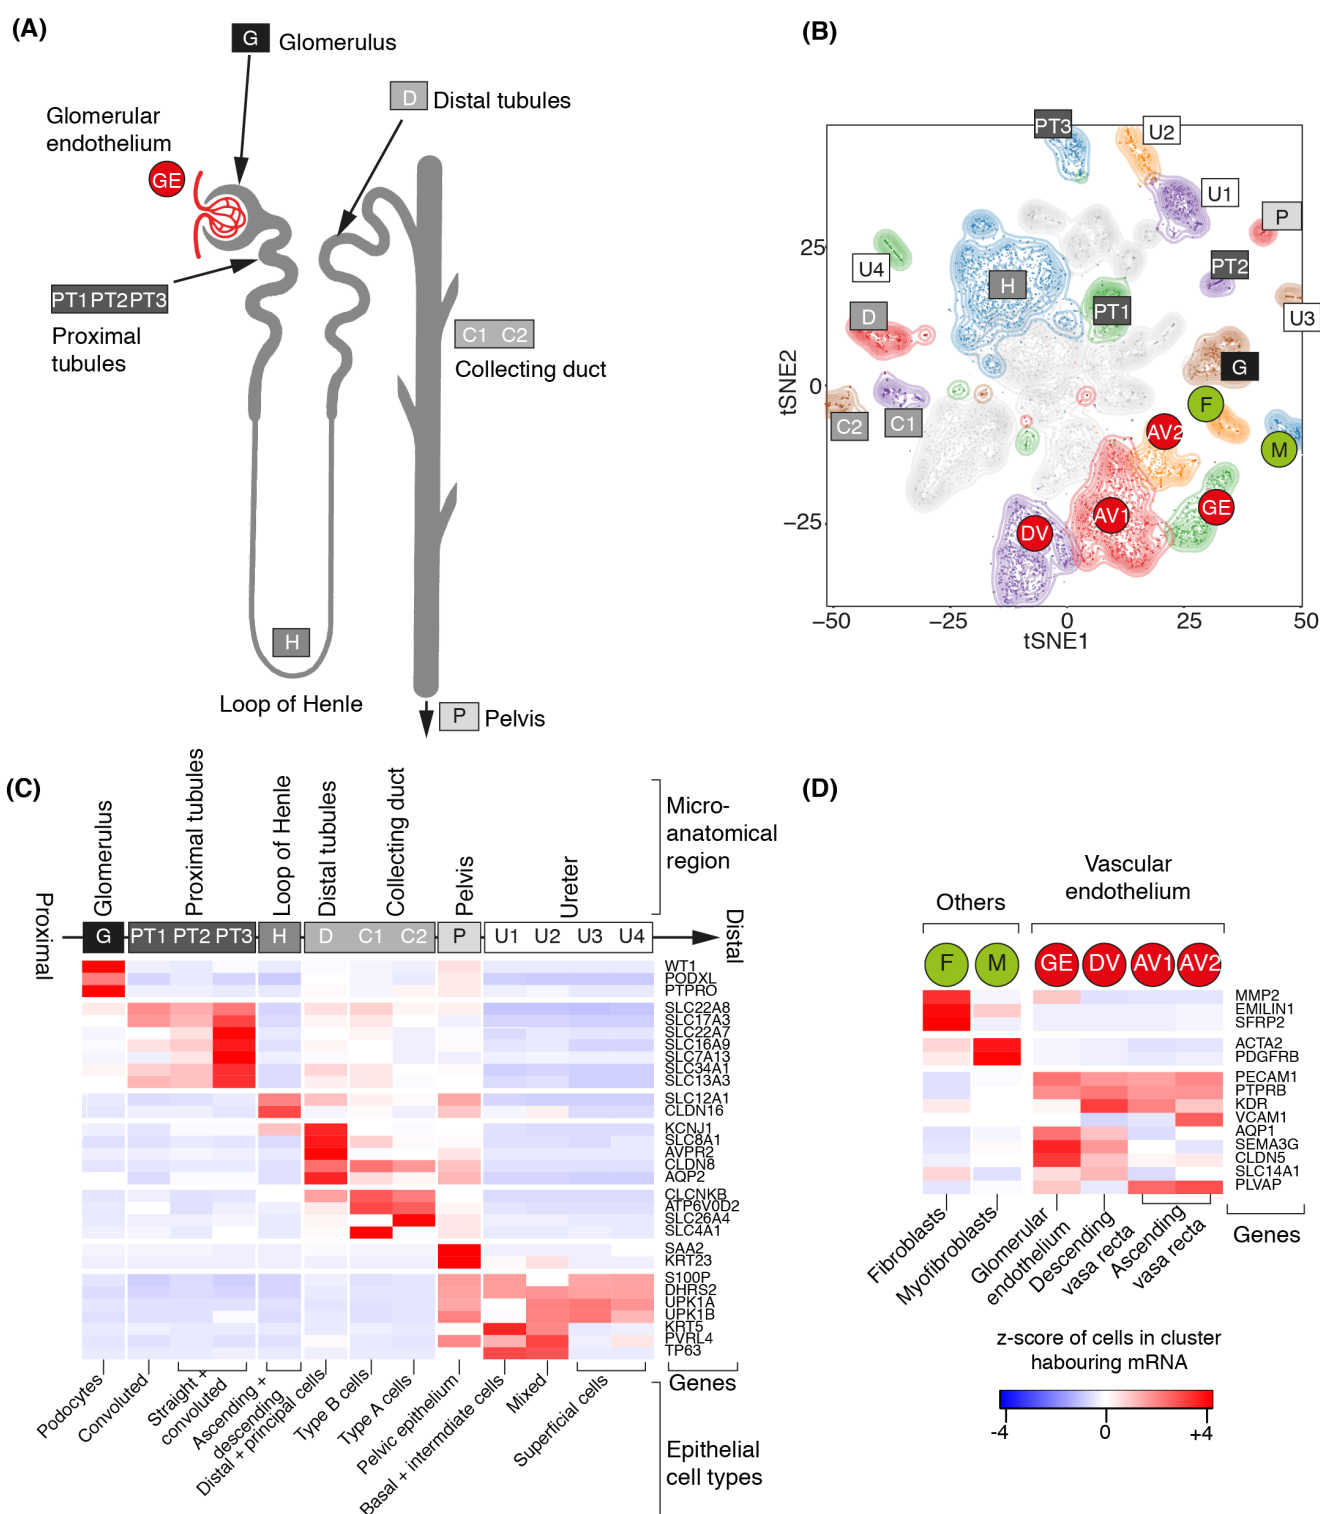 (A)
G Glomerulus
D Distal tubules
Glomerular
endothelium
GE
PT1 PT2 PT3
Proximal
tubules
C1 C2
Collecting duct
H
Loop of Henle
P Pelvis
(B)
PT3
U2
U1
P
U4
PT2
H
U3
D
PT1
G
C2
C1
F
AV2
M
AV1
GE
DV
25
0
−25
tSNE2
−50
−25
0
25
50
tSNE1
(C)
Glomerulus
Proximal tubules
Loop of Henle
Distal tubules
Collecting duct
Pelvis
Ureter
Micro-
anatomical
region
Proximal
G PT1 PT2 PT3 H D C1 C2 P U1 U2 U3 U4
Distal
WT1
PODXL
PTPRO
SLC22A8
SLC17A3
SLC22A7
SLC16A9
SLC7A13
SLC34A1
SLC13A3
SLC12A1
CLDN16
KCNJ1
SLC8A1
AVPR2
CLDN8
AQP2
CLCNKB
ATP6V0D2
SLC26A4
SLC4A1
SAA2
KRT23
S100P
DHRS2
UPK1A
UPK1B
KRT5
PVRL4
TP63
Genes
Podocytes
Convoluted
Straight +
convoluted
Ascending +
descending
Distal + principal cells
Type B cells
Type A cells
Pelvic epithelium
Basal + intermdiate cells
Mixed
Superficial cells
Epithelial
cell types
(D)
Vascular
endothelium
Others
F M GE DV AV1 AV2
MMP2
EMILIN1
SFRP2
ACTA2
PDGFRB
PECAM1
PTPRB
KDR
VCAM1
AQP1
SEMA3G
CLDN5
SLC14A1
PLVAP
Genes
Fibroblasts
Myofibroblasts
Glomerular
endothelium
Descending
vasa recta
Ascending
vasa recta
z-score of cells in cluster
habouring mRNA
-4
0
+4